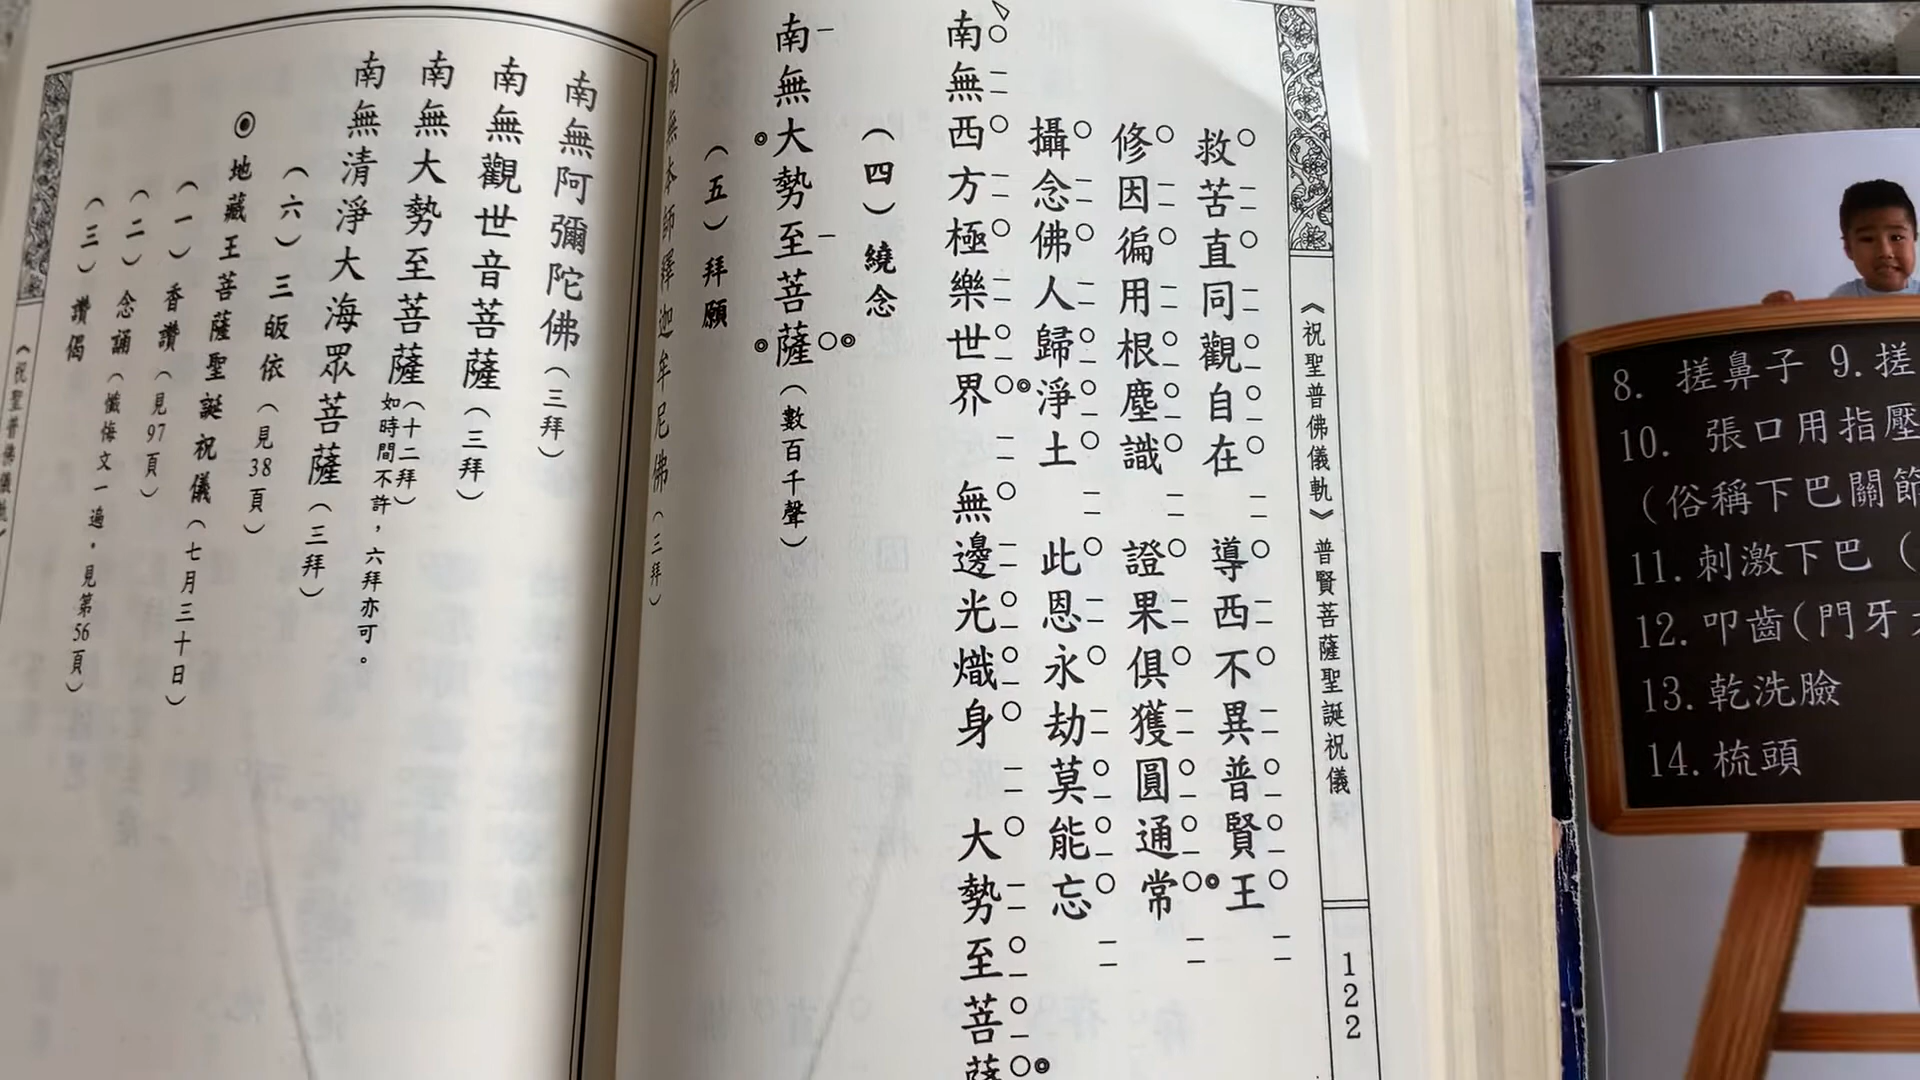 《祝聖普佛儀軌》普賢菩薩聖誕祝儀
122
救苦直同觀自在 導西不異普賢王
修因徧用根塵識 證果俱獲圓通常
攝念佛人歸淨土 此恩永劫莫能忘
南無西方極樂世界 無邊光熾身 大勢至菩薩
（四）繞念
南無大勢至菩薩（數百千聲）
（五）拜願
南無本師釋迦牟尼佛（三拜）
南無阿彌陀佛（三拜）
南無觀世音菩薩（三拜）
南無大勢至菩薩（十二拜）
如時間不許，六拜亦可。
南無清淨大海眾菩薩（三拜）
（六）三皈依（見38頁）
◉地藏王菩薩聖誕祝儀（七月三十日）
（一）香讚（見97頁）
（二）念誦（懺悔文一遍。見第56頁）
（三）讚偈
《祝聖普佛儀軌》
8. 搓鼻子 9.搓
10. 張口用指壓
（俗稱下巴關節
11.刺激下巴（
12.叩齒(門牙
13.乾洗臉
14.梳頭